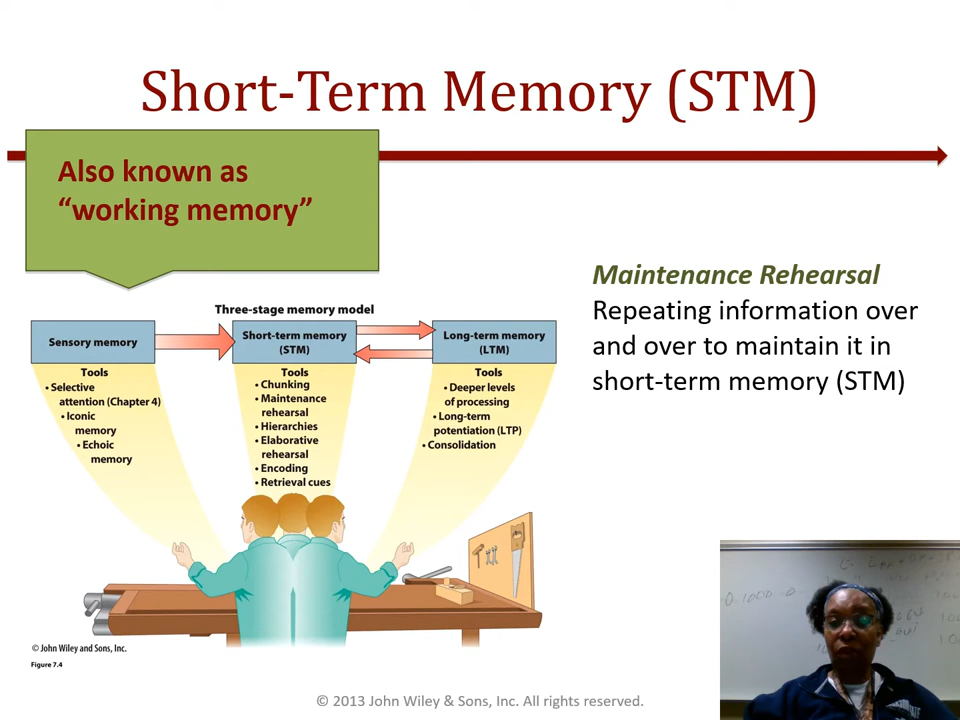 Short-Term Memory (STM)
Also known as
“working memory”
Maintenance Rehearsal
Repeating information over
and over to maintain it in
short-term memory (STM)
Three-stage memory model
Sensory memory
Short-term memory
(STM)
Long-term memory
(LTM)
Tools
• Selective
attention (Chapter 4)
• Iconic
memory
• Echoic
memory
Tools
• Chunking
• Maintenance
rehearsal
• Hierarchies
• Elaborative
rehearsal
• Encoding
• Retrieval cues
Tools
• Deeper levels
of processing
• Long-term
potentiation (LTP)
• Consolidation
© John Wiley and Sons, Inc.
Figure 7.4
© 2013 John Wiley & Sons, Inc. All rights reserved.